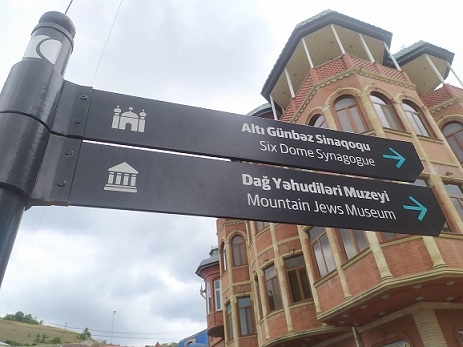 Altı Günbəz Sinaqoqu
Six Dome Synagogue
Dağ Yəhudiləri Muzeyi
Mountain Jews Museum